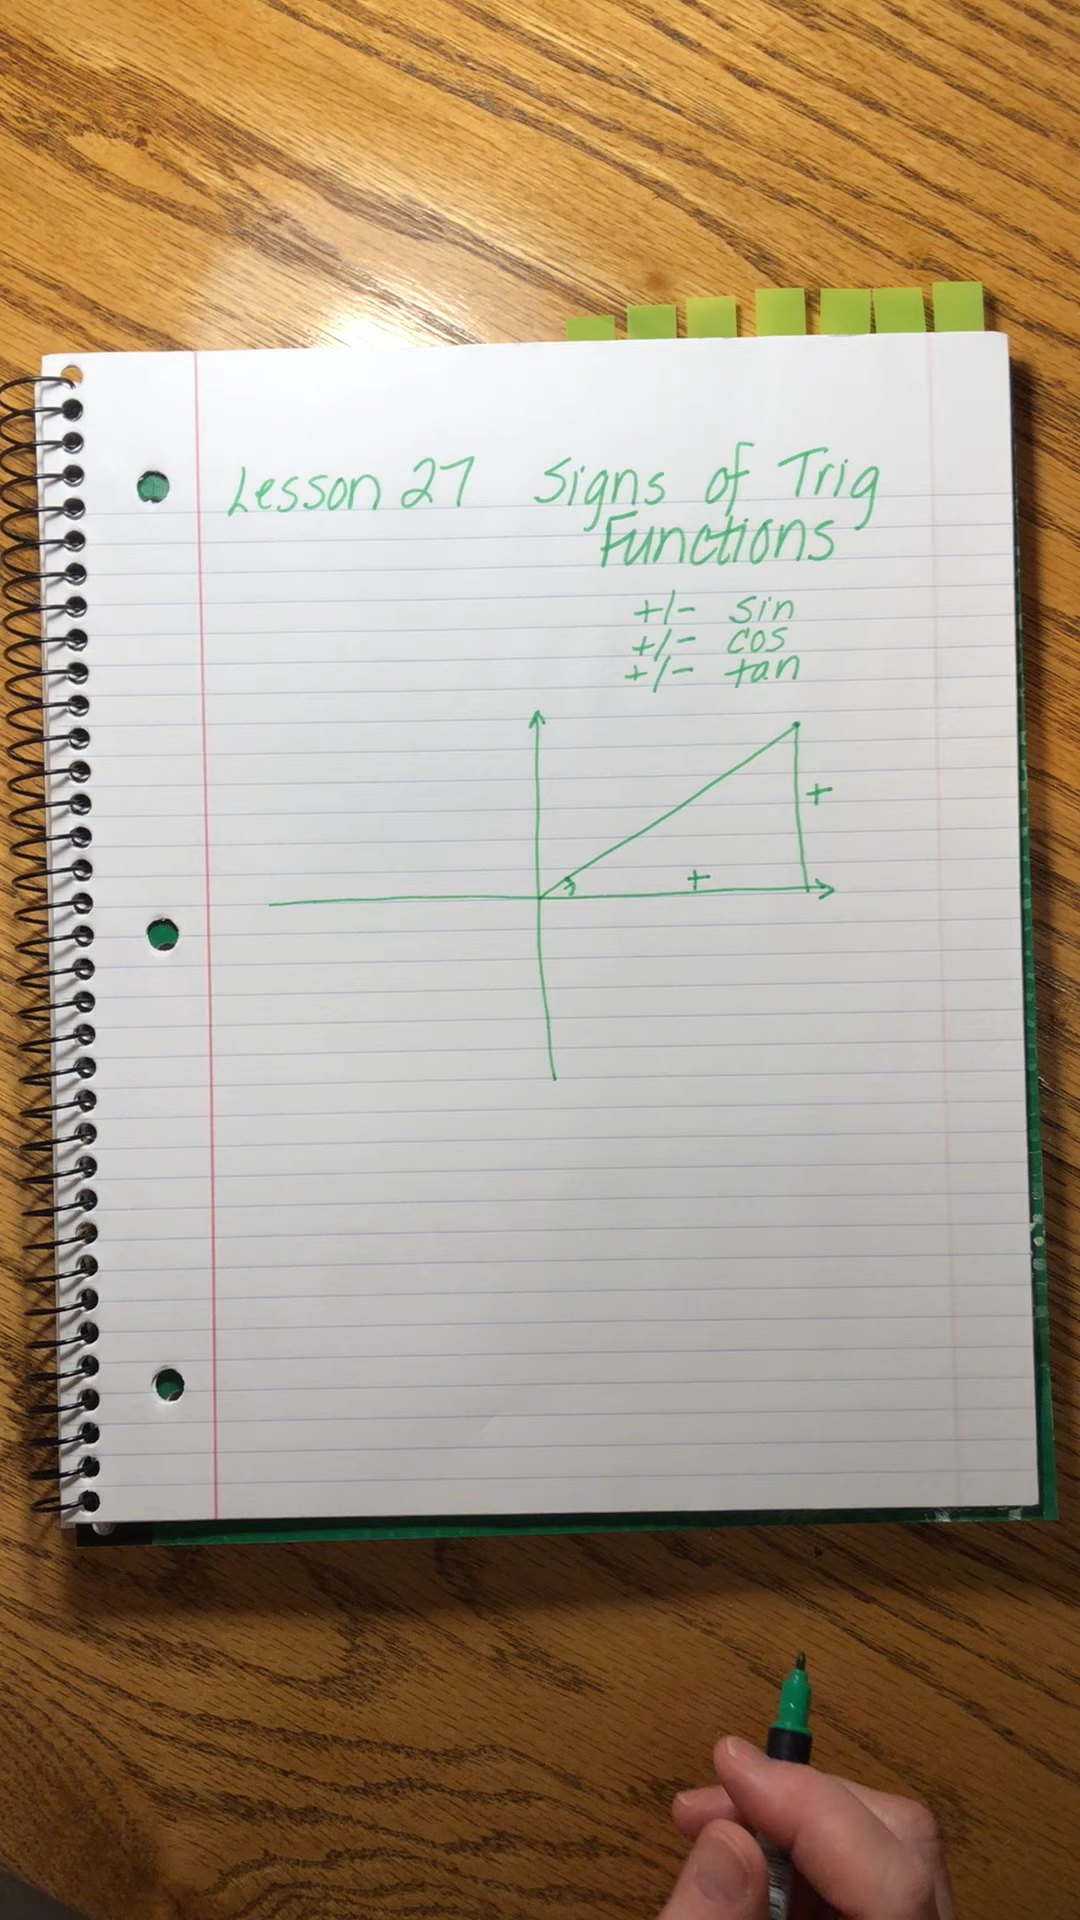 Lesson 27 Signs of Trig
Functions
+/- sin
+/- cos
+/- tan
+
+